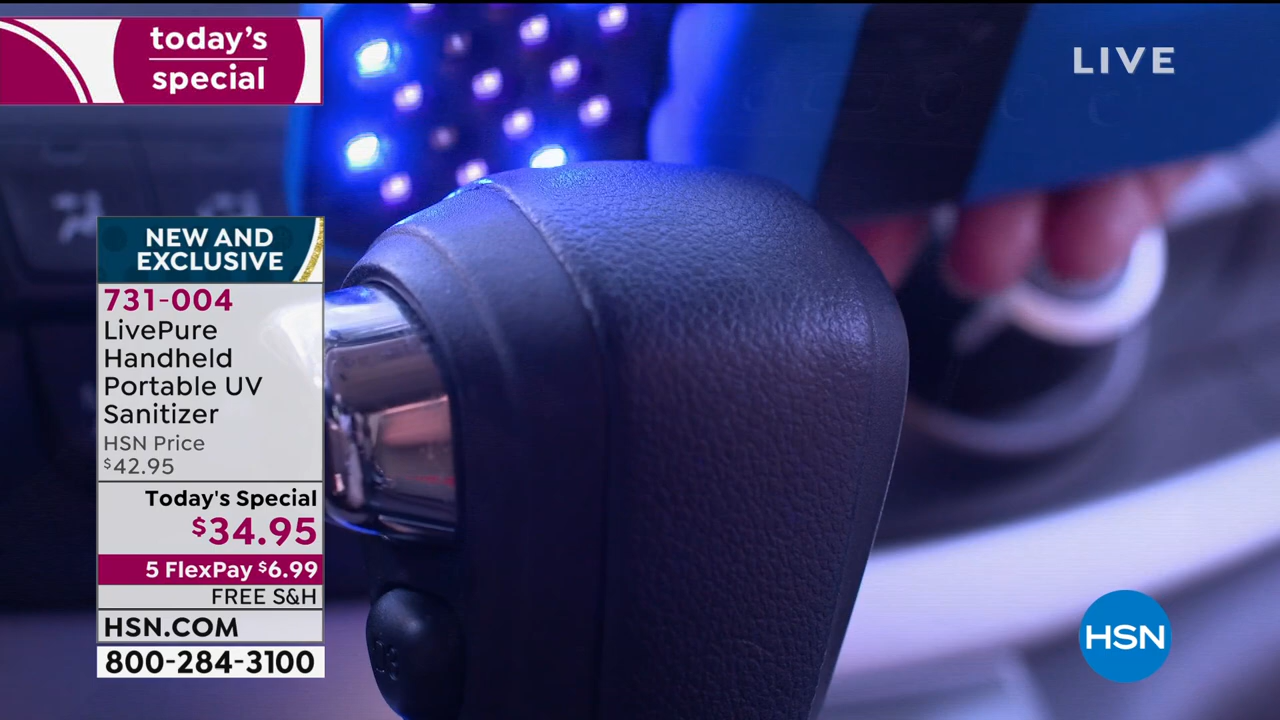 today's
special
LIVE
NEW AND
EXCLUSIVE
731-004
LivePure
Handheld
Portable UV
Sanitizer
HSN Price
$42.95
Today's Special
$34.95
5 FlexPay $6.99
FREE S&H
HSN.COM
800-284-3100
HSN